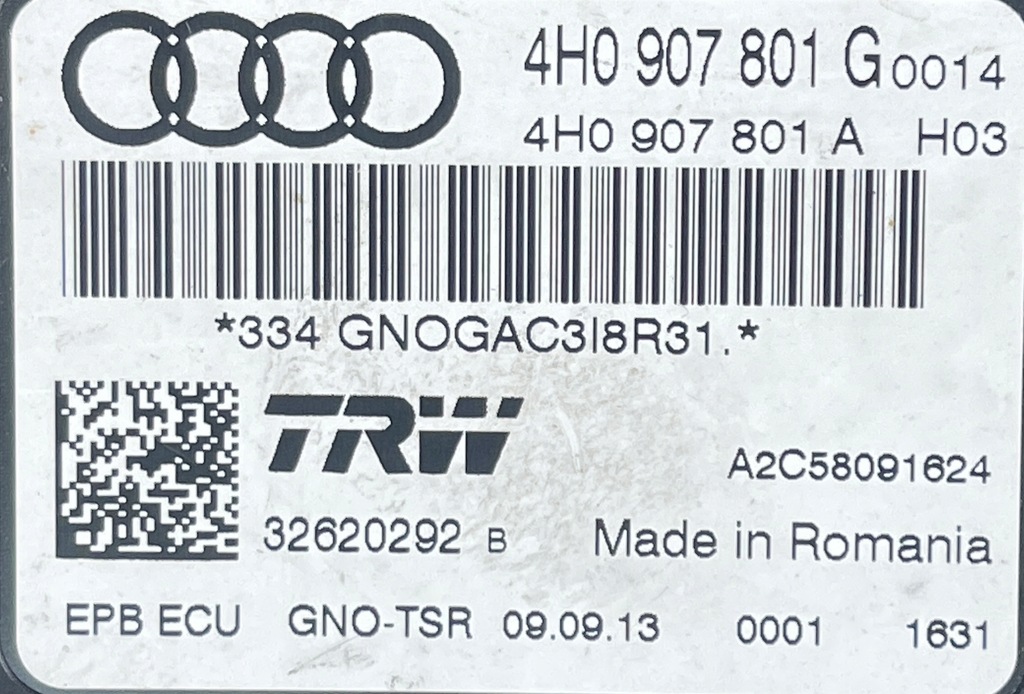 4H0 907 801 G 0014
4H0 907 801 A H03
*334 GNOGAC3I8R31.*
TRW
A2C58091624
32620292 B Made in Romania
EPB ECU GNO-TSR 09.09.13 0001 1631